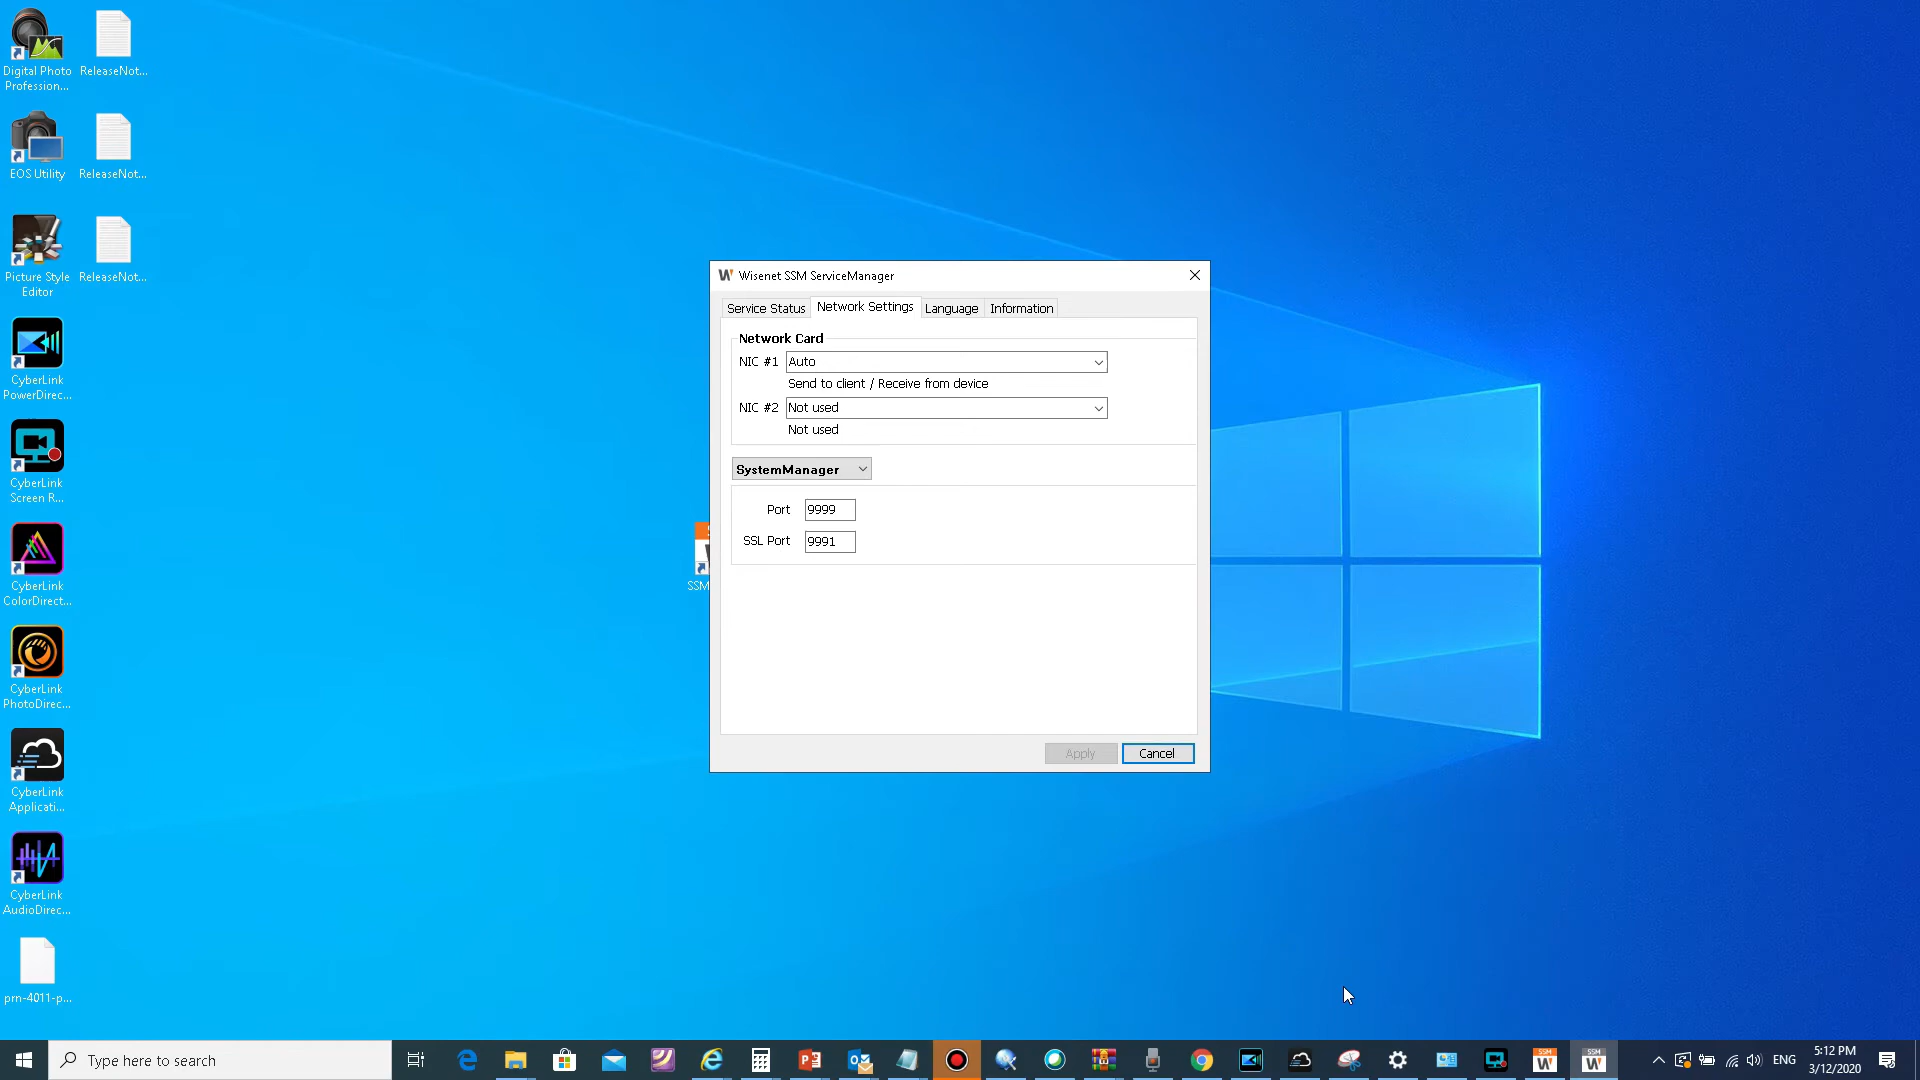 Digital Photo
Profession...
ReleaseNot...
EOS Utility
ReleaseNot...
Picture Style
Editor
ReleaseNot...
CyberLink
PowerDirec...
CyberLink
Screen R...
CyberLink
ColorDirect...
CyberLink
PhotoDirec...
CyberLink
Applicati...
CyberLink
AudioDirec...
prn-4011-p...
SSM
Wisenet SSM ServiceManager
Service Status
Network Settings
Language
Information
Network Card
NIC #1
Auto
Send to client / Receive from device
NIC #2
Not used
Not used
SystemManager
Port
9999
SSL Port
9991
Apply
Cancel
Type here to search
SSM
SSM
ENG
5:12 PM
3/12/2020